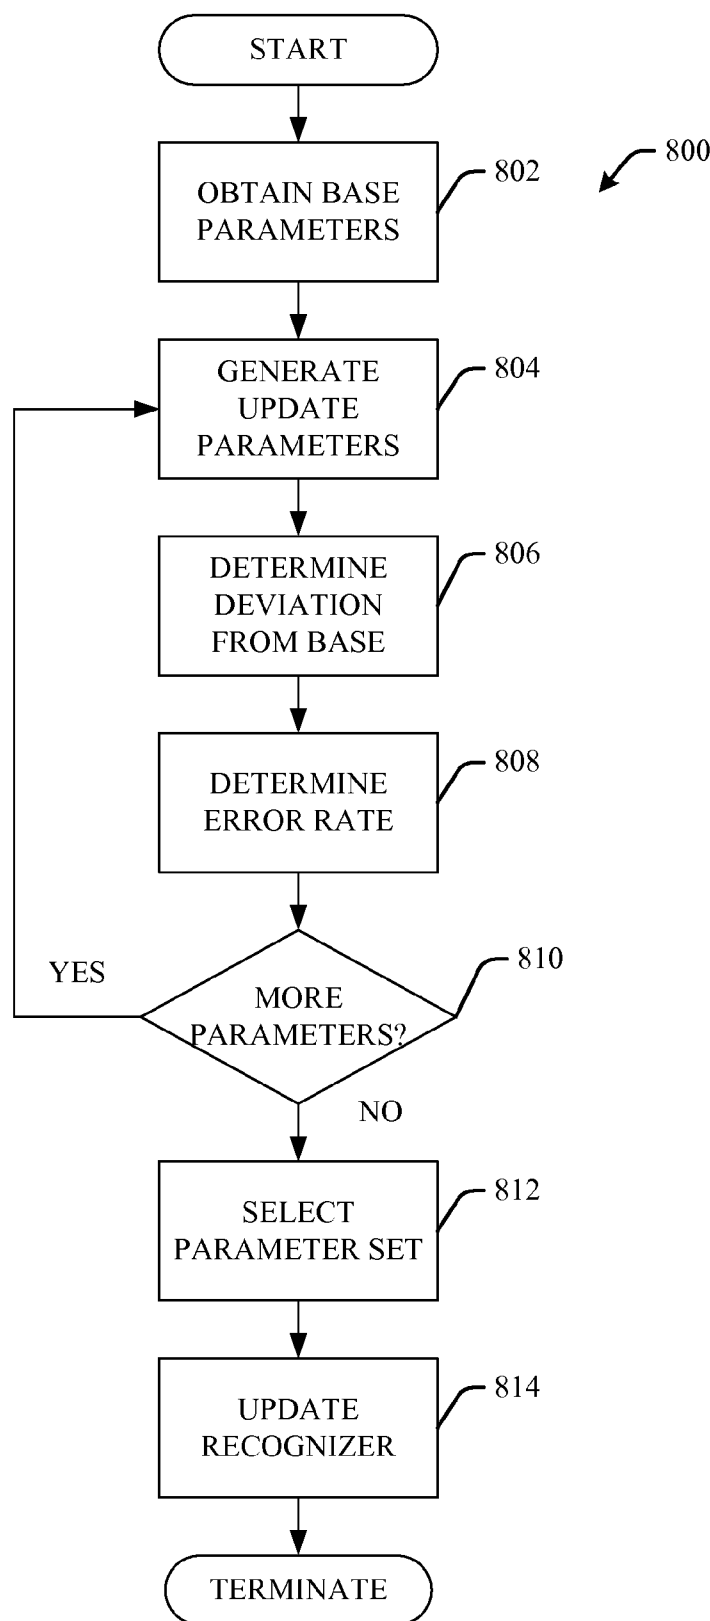 START
800
802
OBTAIN BASE
PARAMETERS
804
GENERATE
UPDATE
PARAMETERS
806
DETERMINE
DEVIATION
FROM BASE
808
DETERMINE
ERROR RATE
810
YES
MORE
PARAMETERS?
NO
812
SELECT
PARAMETER SET
814
UPDATE
RECOGNIZER
TERMINATE